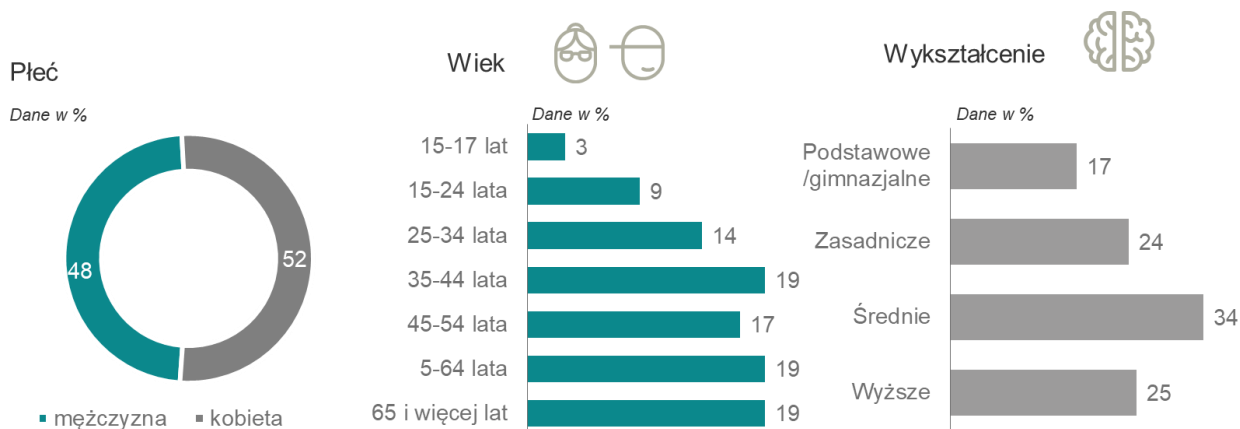 Płeć
Dane w %
48
52
mężczyzna
kobieta
Wiek
Dane w %
15-17 lat 3
15-24 lata 9
25-34 lata 14
35-44 lata 19
45-54 lata 17
5-64 lata 19
65 i więcej lat 19
Wykształcenie
Dane w %
Podstawowe
/gimnazjalne 17
Zasadnicze 24
Średnie 34
Wyższe 25